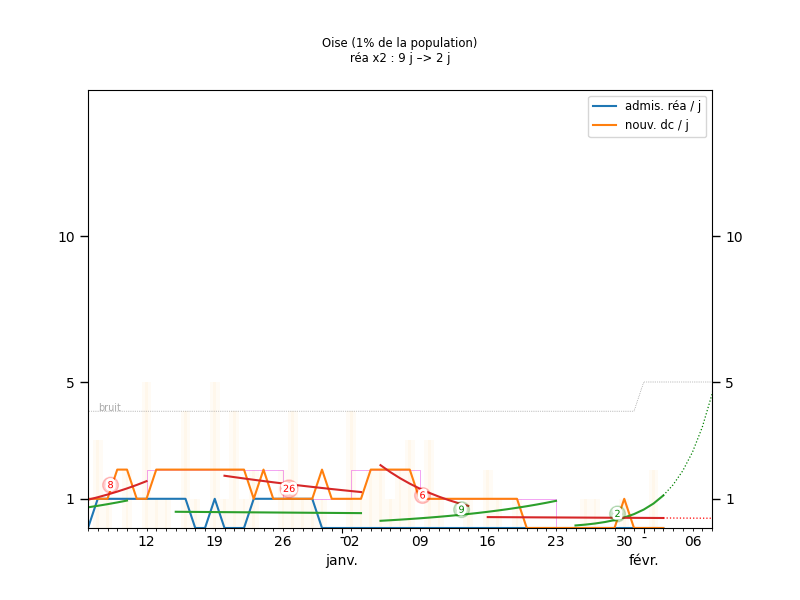 Oise (1% de la population)
réa x2 : 9 j –> 2 j
admis. réa / j
nouv. dc / j
10
10
5
5
bruit
8
26
6
9
2
1
1
12
19
26
02
09
16
23
30
06
janv.
févr.